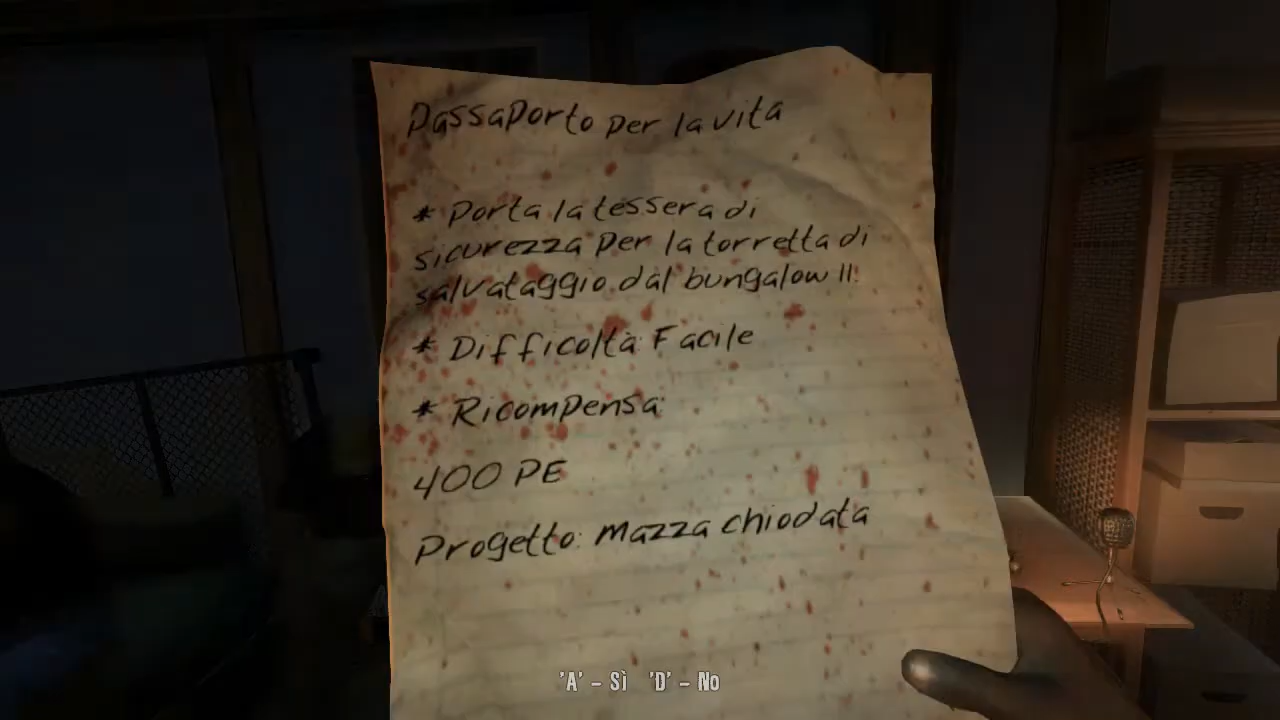 Passaporto per la vita
* Porta la tessera di
sicurezza per la torretta di
salvataggio dal bungalow 11.
* Difficoltà: Facile
* Ricompensa:
400 PE
Progetto: mazza chiodata
'A' – Sì 'D' – No